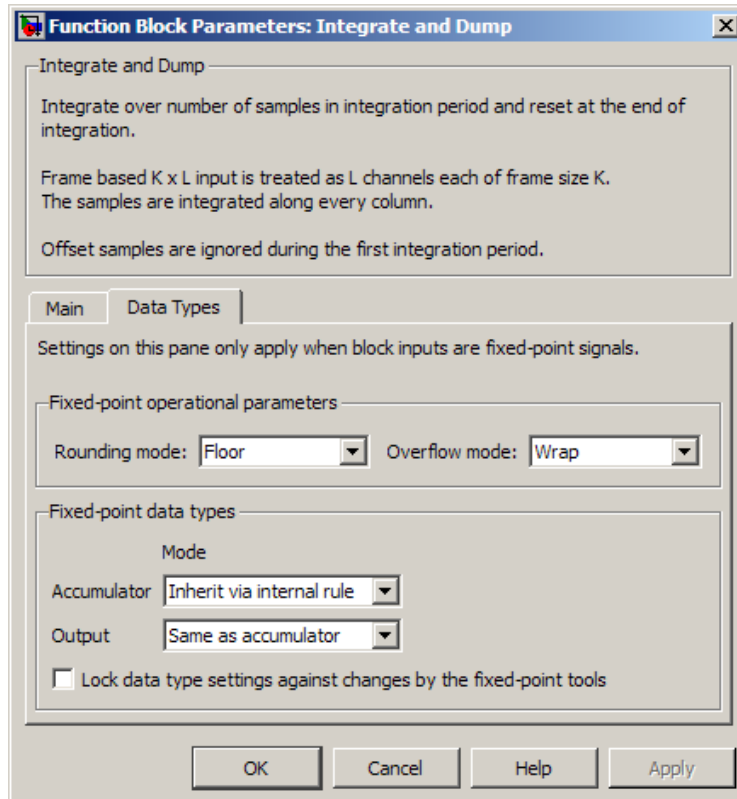 Function Block Parameters: Integrate and Dump
Integrate and Dump
Integrate over number of samples in integration period and reset at the end of
integration.
Frame based K x L input is treated as L channels each of frame size K.
The samples are integrated along every column.
Offset samples are ignored during the first integration period.
Main Data Types
Settings on this pane only apply when block inputs are fixed-point signals.
Fixed-point operational parameters
Rounding mode: Floor Overflow mode: Wrap
Fixed-point data types
Mode
Accumulator Inherit via internal rule
Output Same as accumulator
Lock data type settings against changes by the fixed-point tools
OK Cancel Help Apply